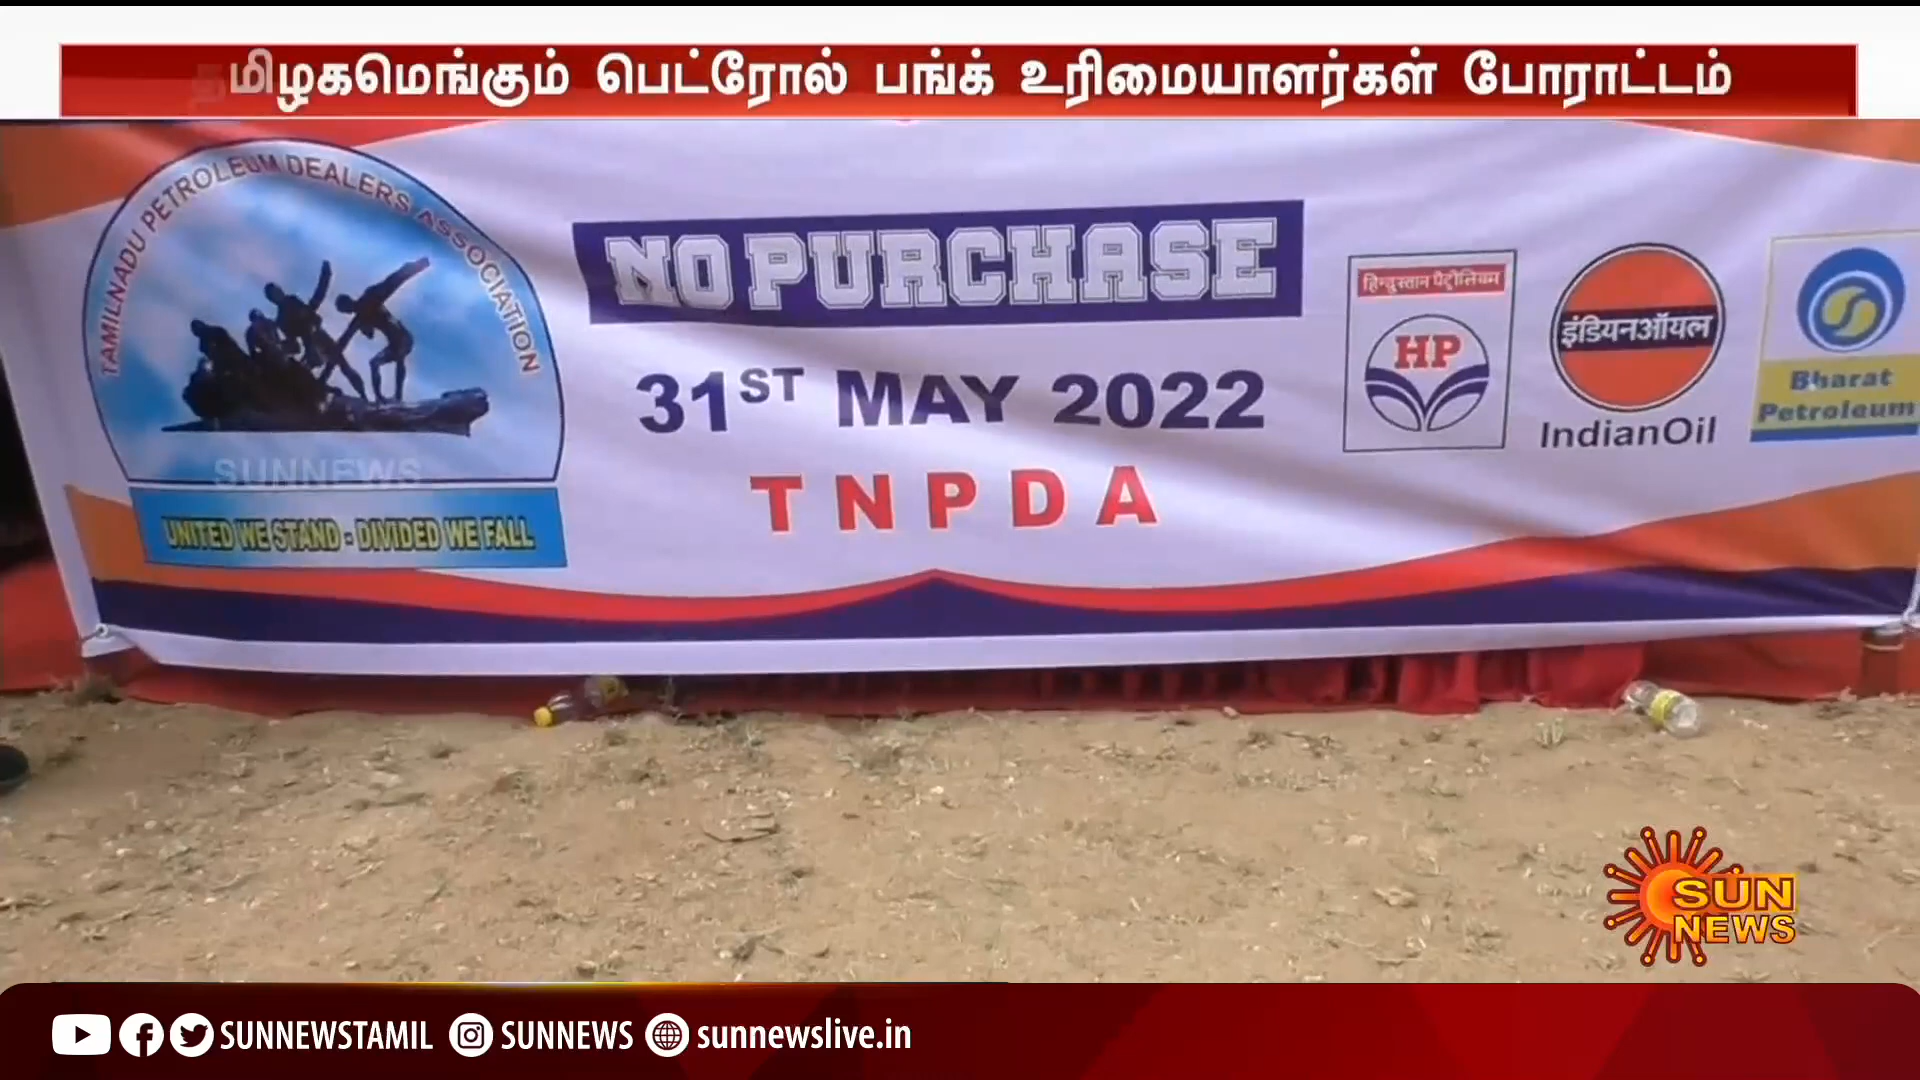 தமிழகமெங்கும் பெட்ரோல் பங்க் உரிமையாளர்கள் போராட்டம்
TAMILNADU PETROLEUM DEALERS ASSOCIATION
SUNNEWS
UNITED WE STAND - DIVIDED WE FALL
NO PURCHASE
31ST MAY 2022
TNPDA
हिन्दुस्तान पेट्रोलियम
HP
इंडियनऑयल
IndianOil
Bharat
Petroleum
SUN
NEWS
SUNNEWSTAMIL SUNNEWS sunnewslive.in